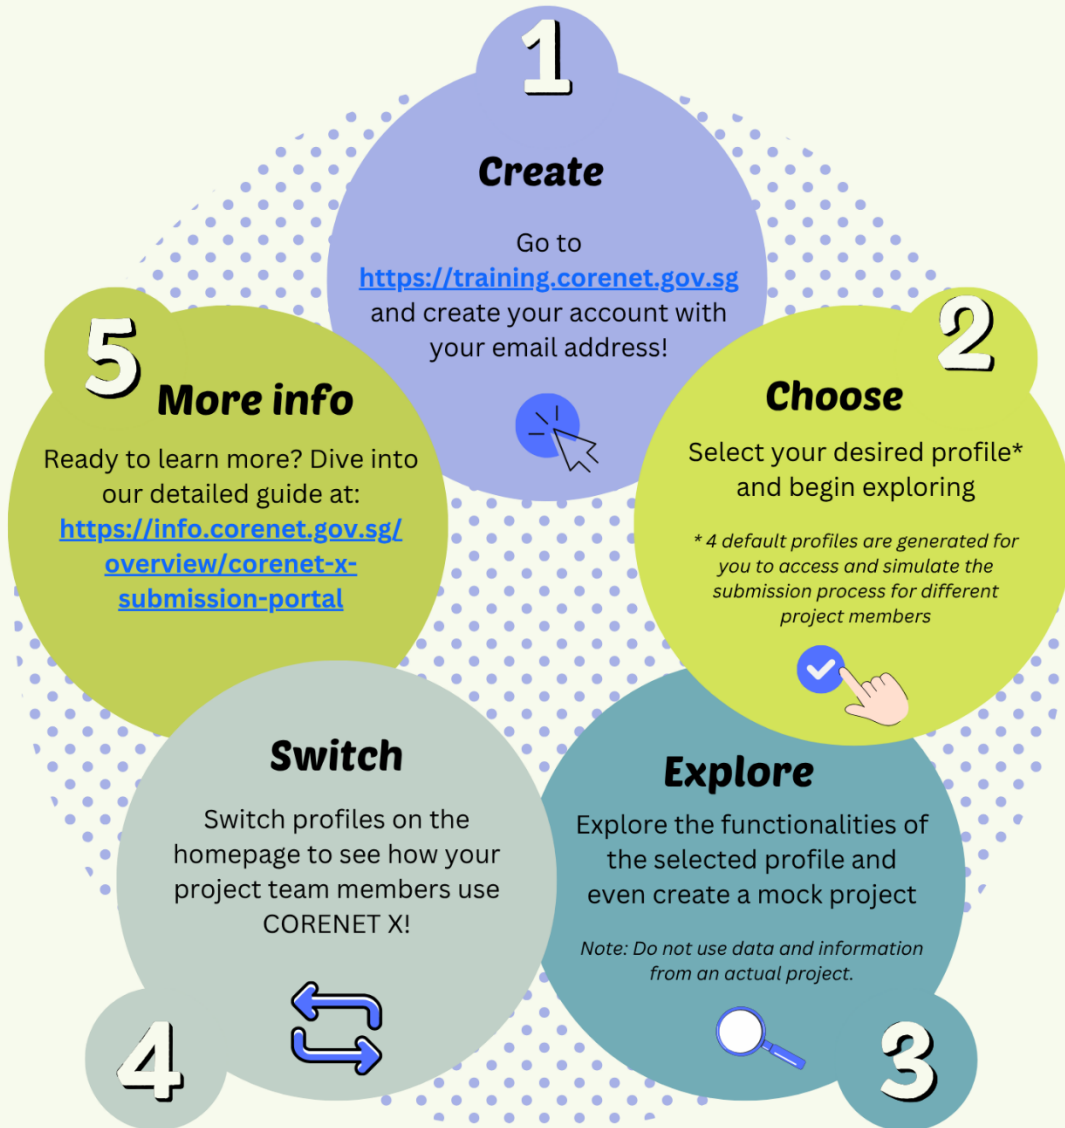 1
Create
Go to
https://training.corenet.gov.sg
and create your account with
your email address!
2
Choose
Select your desired profile*
and begin exploring
* 4 default profiles are generated for
you to access and simulate the
submission process for different
project members
3
Explore
Explore the functionalities of
the selected profile and
even create a mock project
Note: Do not use data and information
from an actual project.
4
Switch
Switch profiles on the
homepage to see how your
project team members use
CORENET X!
5
More info
Ready to learn more? Dive into
our detailed guide at:
https://info.corenet.gov.sg/
overview/corenet-x-
submission-portal